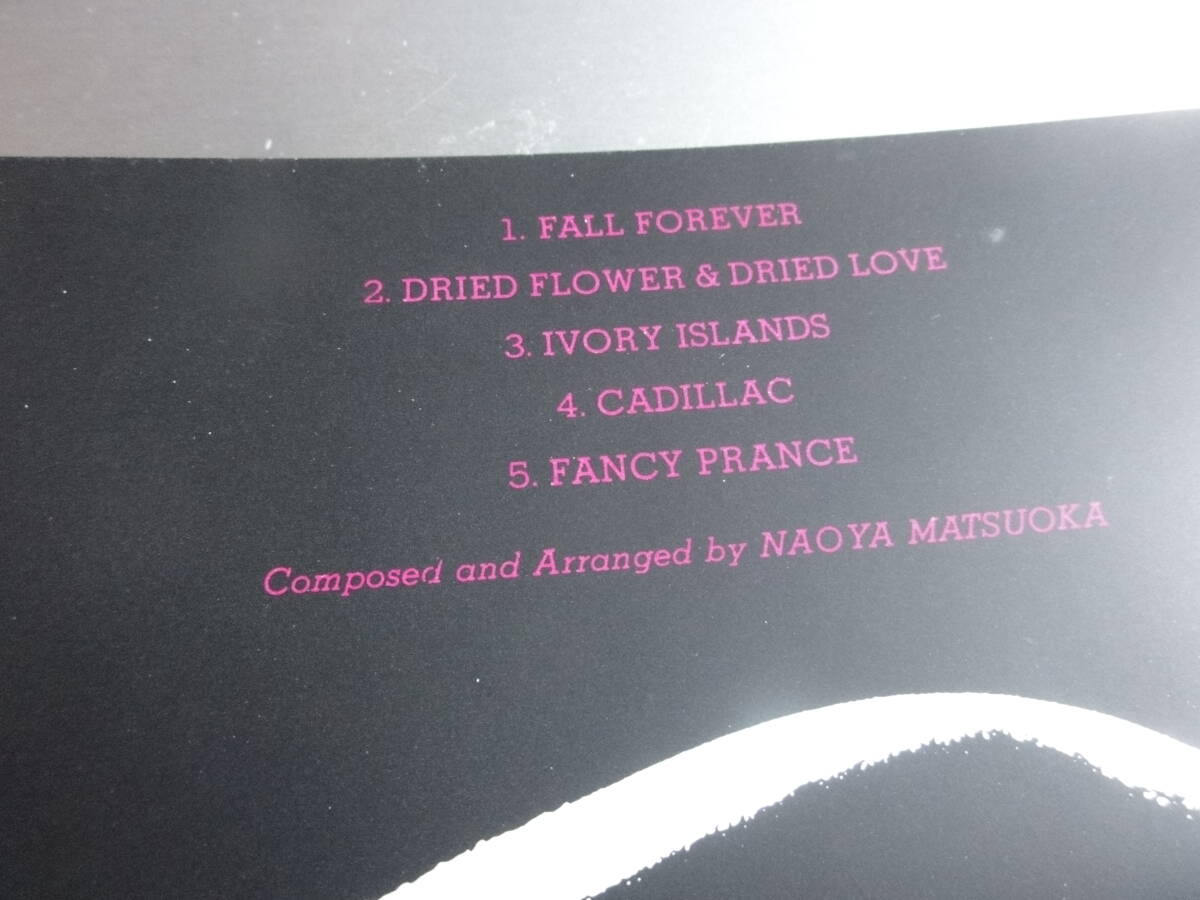 1. FALL FOREVER
2. DRIED FLOWER & DRIED LOVE
3. IVORY ISLANDS
4. CADILLAC
5. FANCY PRANCE
Composed and Arranged by NAOYA MATSUOKA